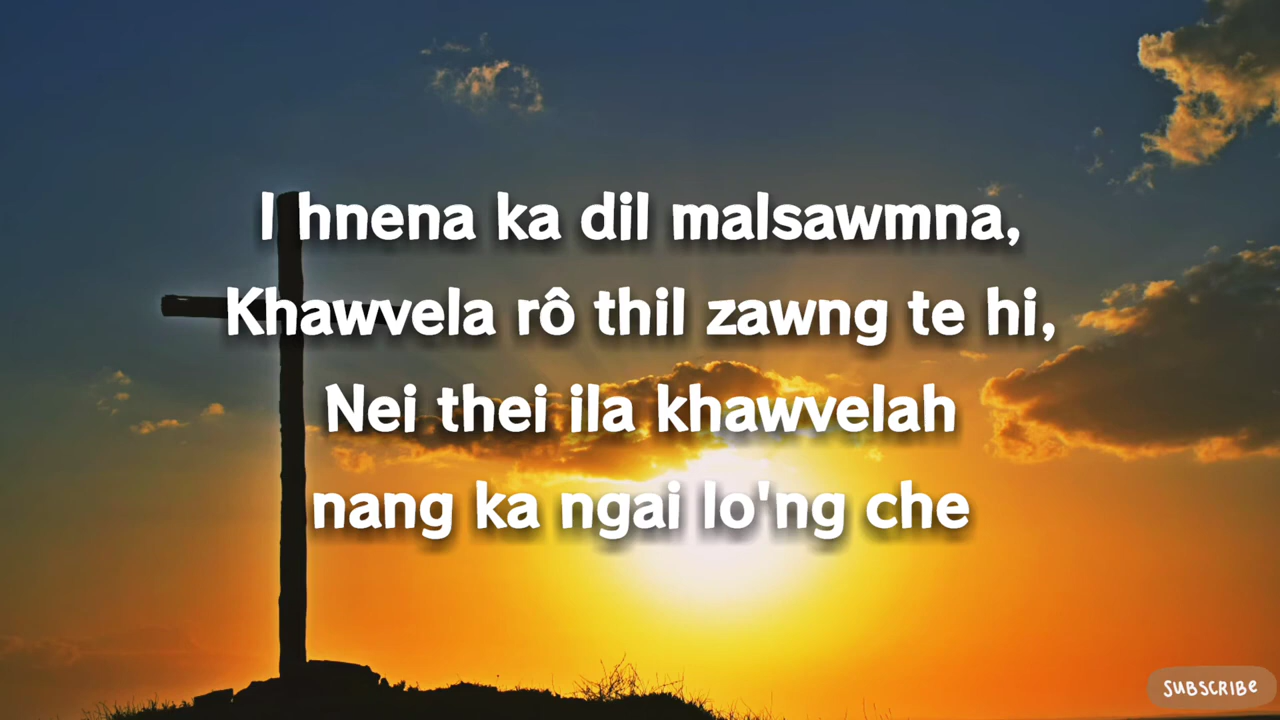 I hnena ka dil malsawmna,
Khawvela rô thil zawng te hi,
Nei thei ila khawvelah
nang ka ngai lo'ng che
SUBSCRIBE